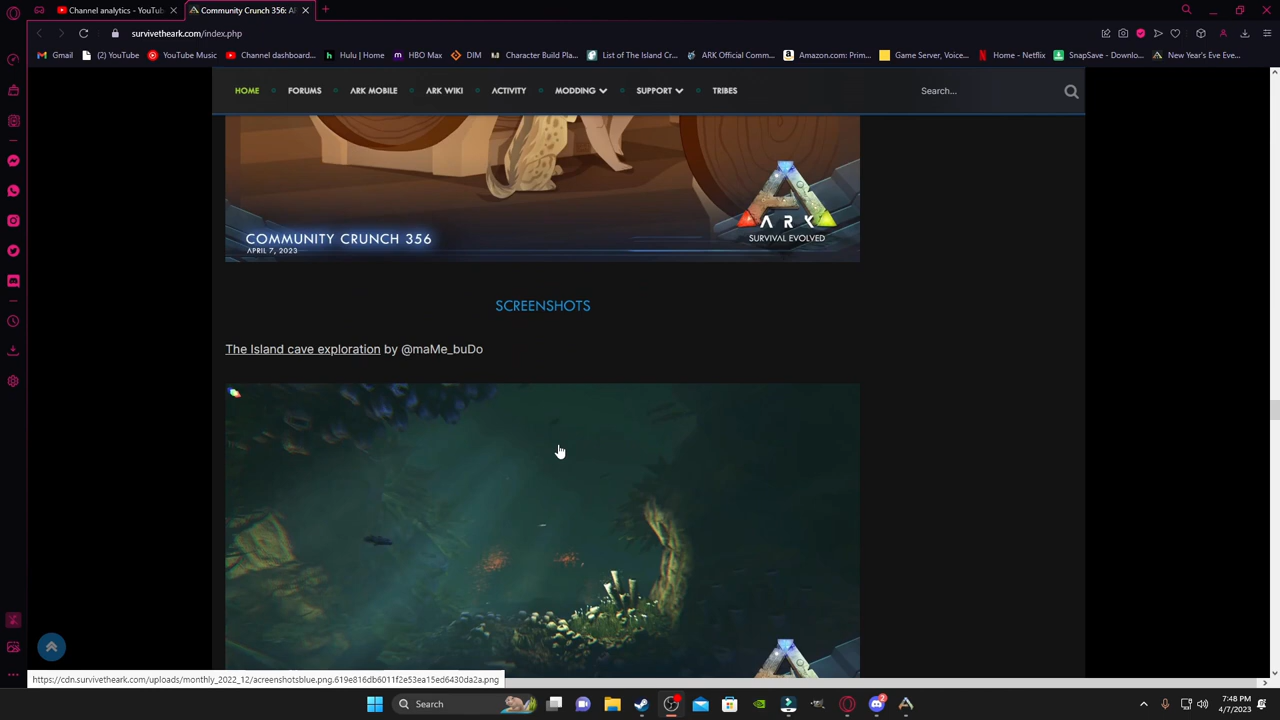 Channel analytics - YouTu
Community Crunch 356: A
survivetheark.com/index.php
Gmail
(2) YouTube
YouTube Music
Channel dashboard...
Hulu | Home
HBO Max
DIM
Character Build Pla...
List of The Island Cr...
ARK Official Comm...
Amazon.com: Prim...
Game Server, Voice...
Home - Netflix
SnapSave - Downlo...
New Year's Eve Eve...
HOME
FORUMS
ARK MOBILE
ARK WIKI
ACTIVITY
MODDING
SUPPORT
TRIBES
Search...
ARK
SURVIVAL EVOLVED
COMMUNITY CRUNCH 356
APRIL 7, 2023
SCREENSHOTS
The Island cave exploration by @maMe_buDo
https://cdn.survivetheark.com/uploads/monthly_2022_12/acreenshotsblue.png.619e816db6011f2e53ea15ed6430da2a.png
Search
2
7:48 PM
4/7/2023